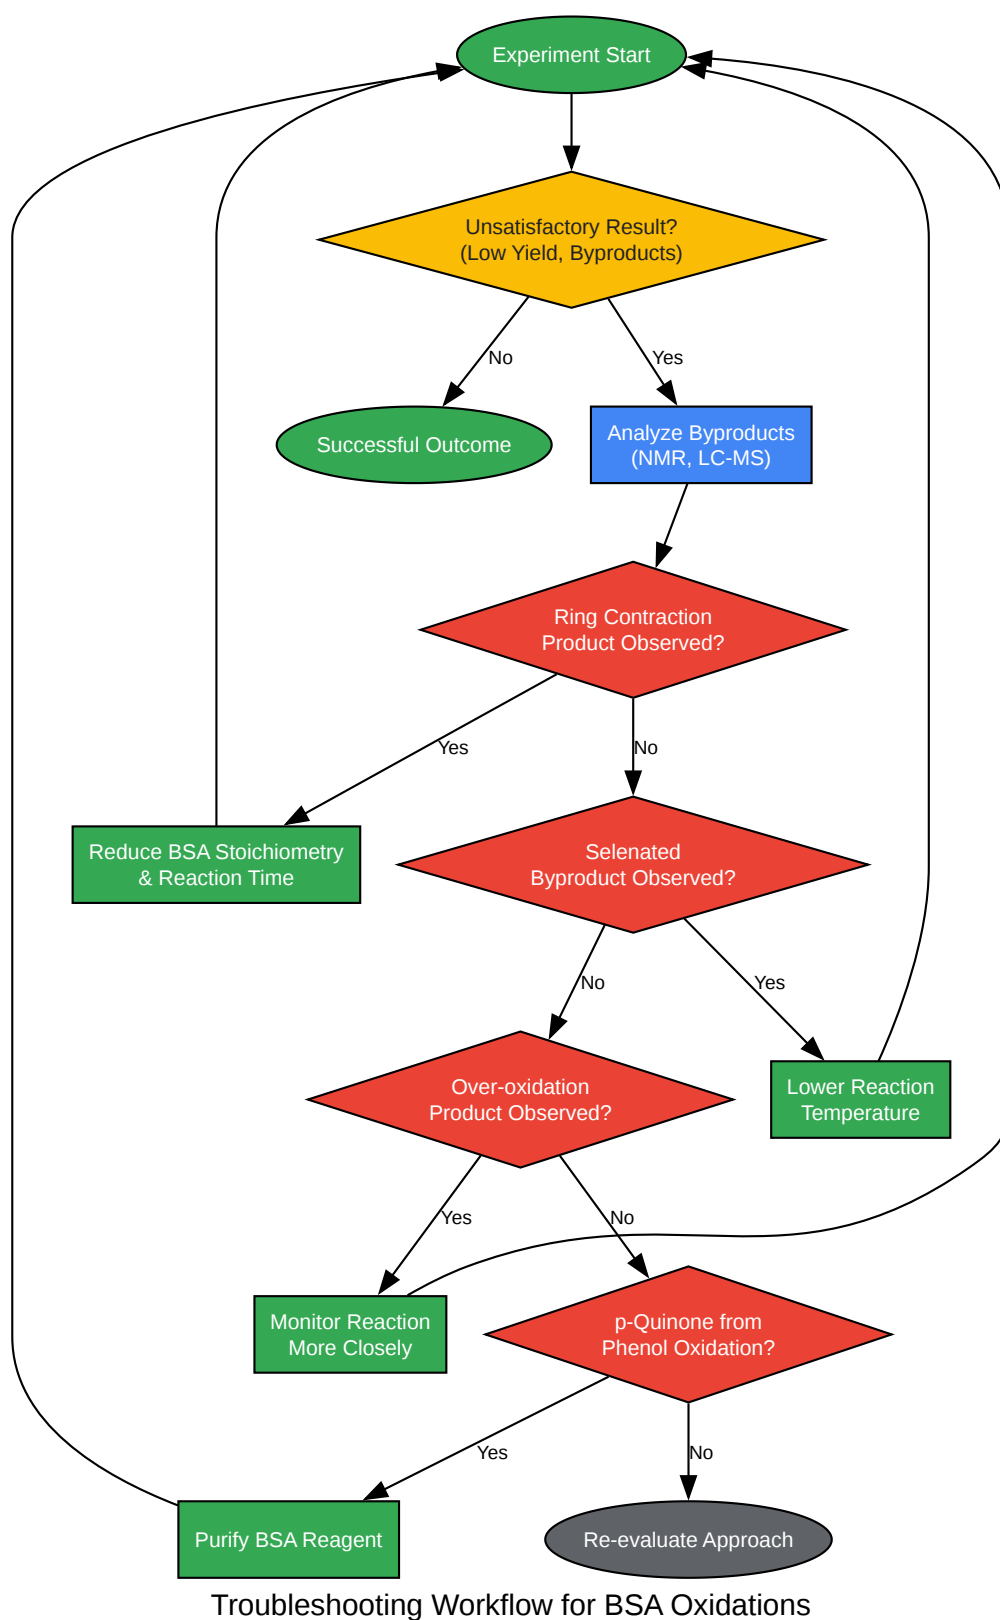 Experiment Start
Unsatisfactory Result?
(Low Yield, Byproducts)
No
Yes
Successful Outcome
Analyze Byproducts
(NMR, LC-MS)
Ring Contraction
Product Observed?
Yes
No
Reduce BSA Stoichiometry
& Reaction Time
Selenated
Byproduct Observed?
No
Yes
Over-oxidation
Product Observed?
Lower Reaction
Temperature
Yes
No
Monitor Reaction
More Closely
p-Quinone from
Phenol Oxidation?
Yes
No
Purify BSA Reagent
Re-evaluate Approach
Troubleshooting Workflow for BSA Oxidations